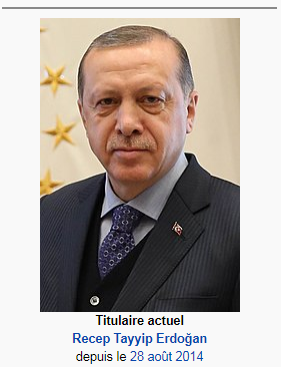 Titulaire actuel
Recep Tayyip Erdoğan
depuis le 28 août 2014